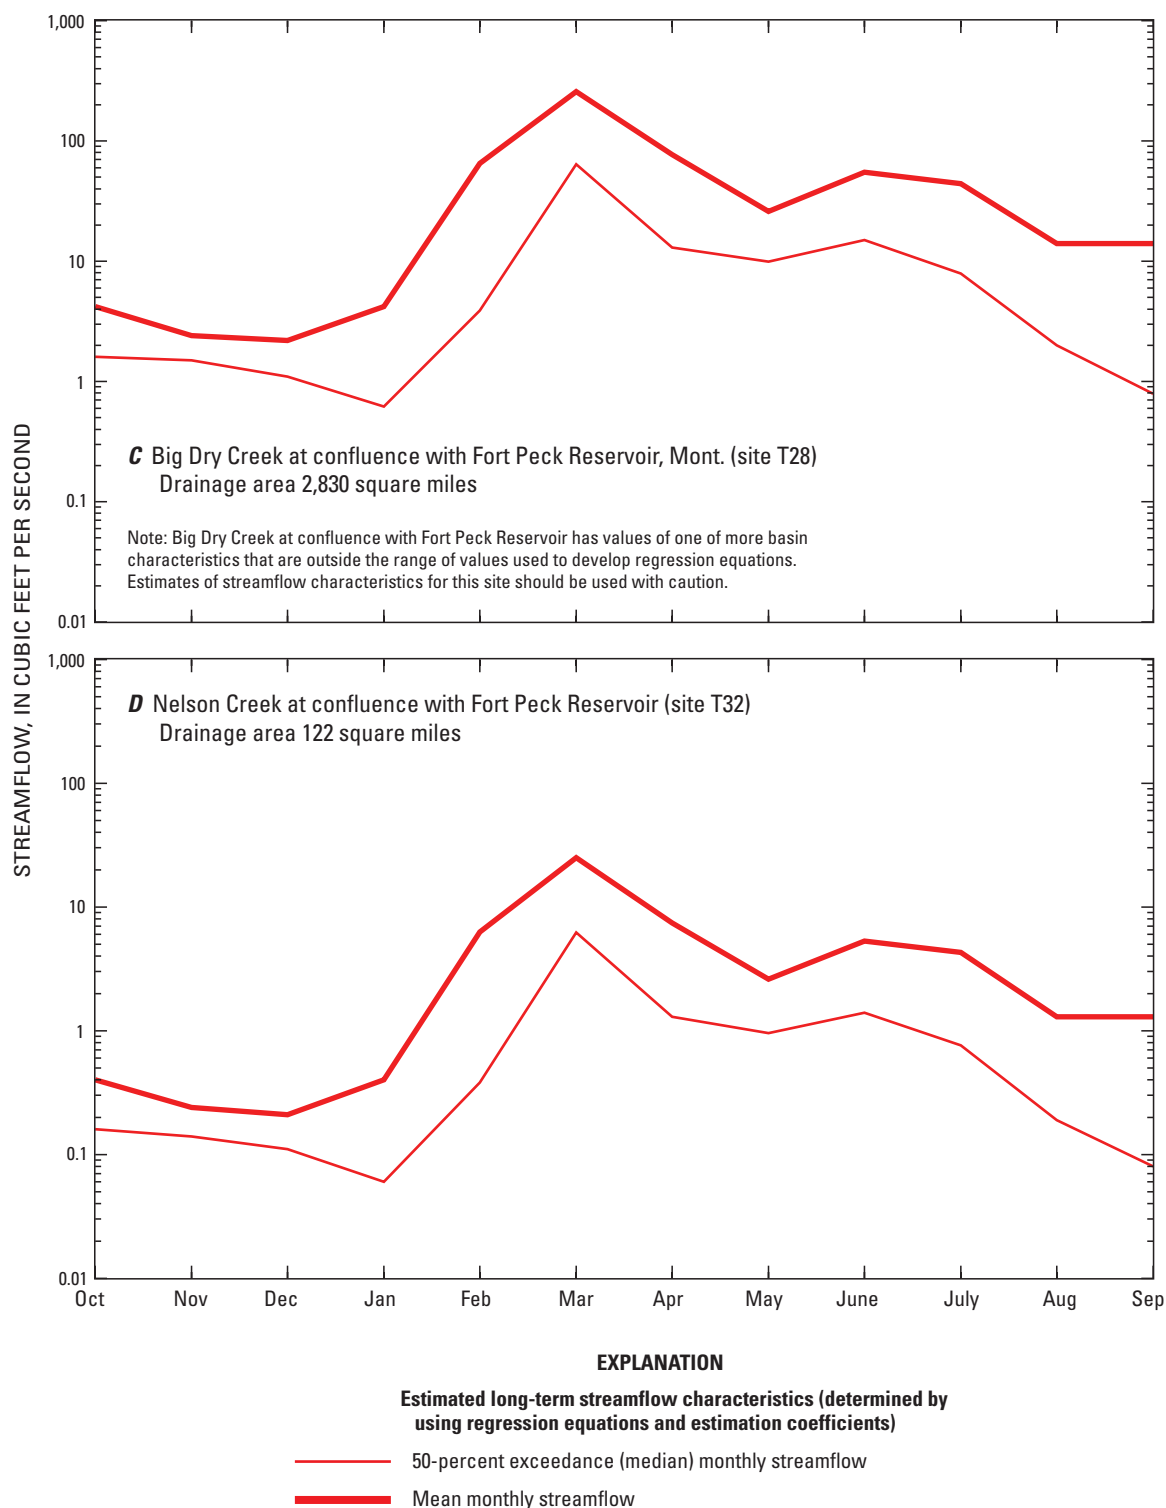 1,000
100
10
1
0.1
0.01
C Big Dry Creek at confluence with Fort Peck Reservoir, Mont. (site T28)
Drainage area 2,830 square miles
Note: Big Dry Creek at confluence with Fort Peck Reservoir has values of one of more basin
characteristics that are outside the range of values used to develop regression equations.
Estimates of streamflow characteristics for this site should be used with caution.
STREAMFLOW, IN CUBIC FEET PER SECOND
1,000
100
10
1
0.1
0.01
D Nelson Creek at confluence with Fort Peck Reservoir (site T32)
Drainage area 122 square miles
Oct Nov Dec Jan Feb Mar Apr May June July Aug Sep
EXPLANATION
Estimated long-term streamflow characteristics (determined by
using regression equations and estimation coefficients)
50-percent exceedance (median) monthly streamflow
Mean monthly streamflow